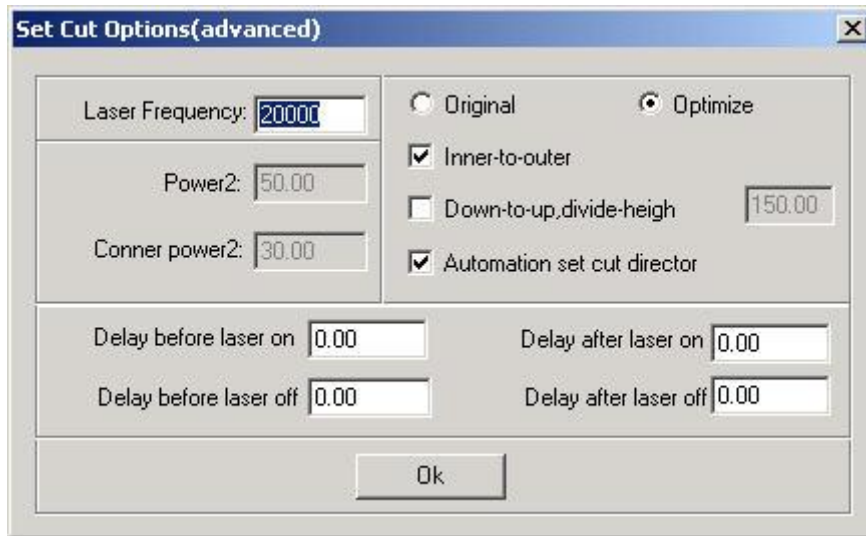 Set Cut Options(advanced)
Laser Frequency: 20000
Power2: 50.00
Conner power2: 30.00
Original Optimize
Inner-to-outer
Down-to-up,divide-heigh 150.00
Automation set cut director
Delay before laser on 0.00 Delay after laser on 0.00
Delay before laser off 0.00 Delay after laser off 0.00
Ok